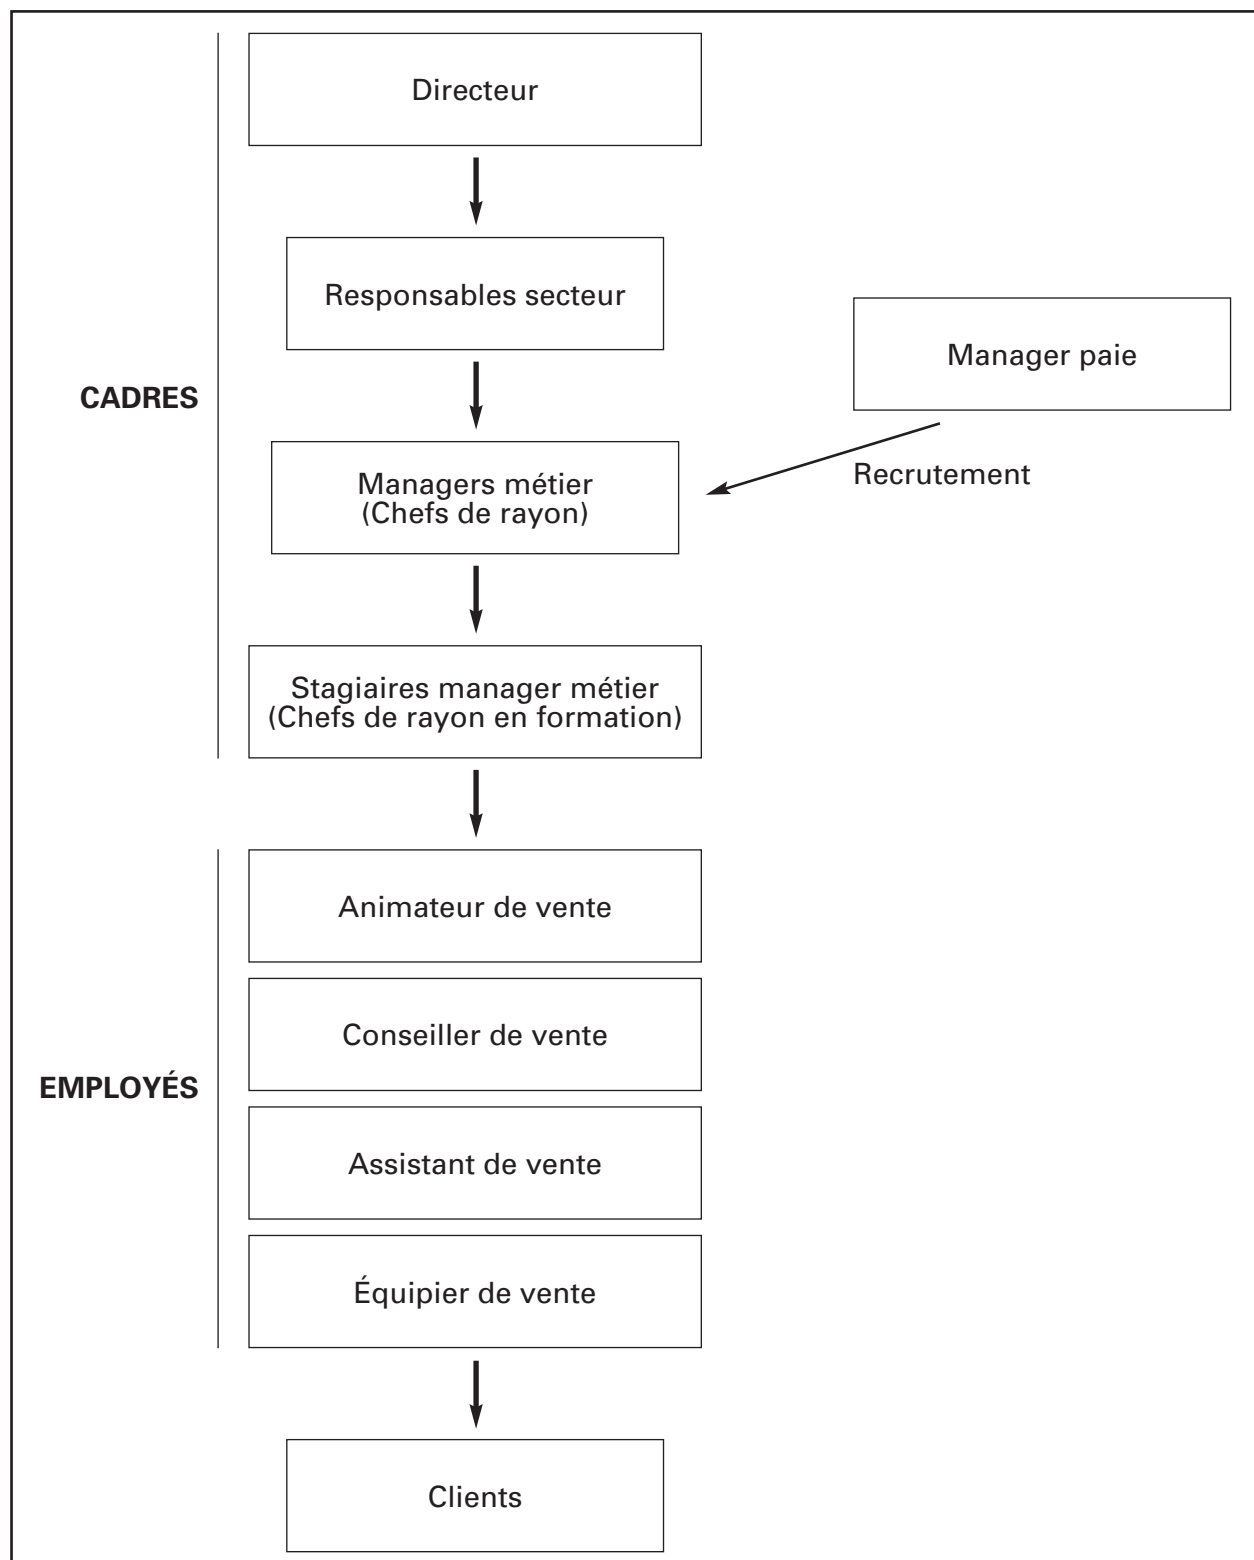 Directeur
Responsables secteur
Manager paie
CADRES
Recrutement
Managers métier
(Chefs de rayon)
Stagiaires manager métier
(Chefs de rayon en formation)
Animateur de vente
Conseiller de vente
EMPLOYÉS
Assistant de vente
Équipier de vente
Clients